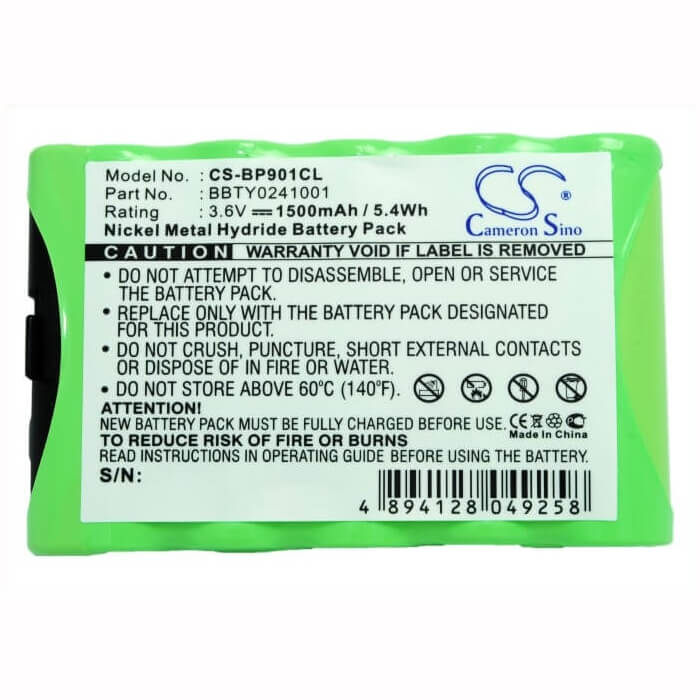 Model No. : CS-BP901CL
Part No. : BBTY0241001
Rating : 3.6V 1500mAh / 5.4Wh
Nickel Metal Hydride Battery Pack
CS
Cameron Sino
CAUTION WARRANTY VOID IF LABEL IS REMOVED
• DO NOT ATTEMPT TO DISASSEMBLE, OPEN OR SERVICE
THE BATTERY PACK.
• REPLACE ONLY WITH THE BATTERY PACK DESIGNATED
FOR THIS PRODUCT.
• DO NOT CRUSH, PUNCTURE, SHORT EXTERNAL CONTACTS
OR DISPOSE OF IN FIRE OR WATER.
• DO NOT STORE ABOVE 60°C (140°F).
ATTENTION!
NEW BATTERY PACK MUST BE FULLY CHARGED BEFORE USING.
TO REDUCE RISK OF FIRE OR BURNS
READ INSTRUCTIONS IN OPERATING GUIDE BEFORE USING.
CE
Made In China
S/N:
4 894128 049258